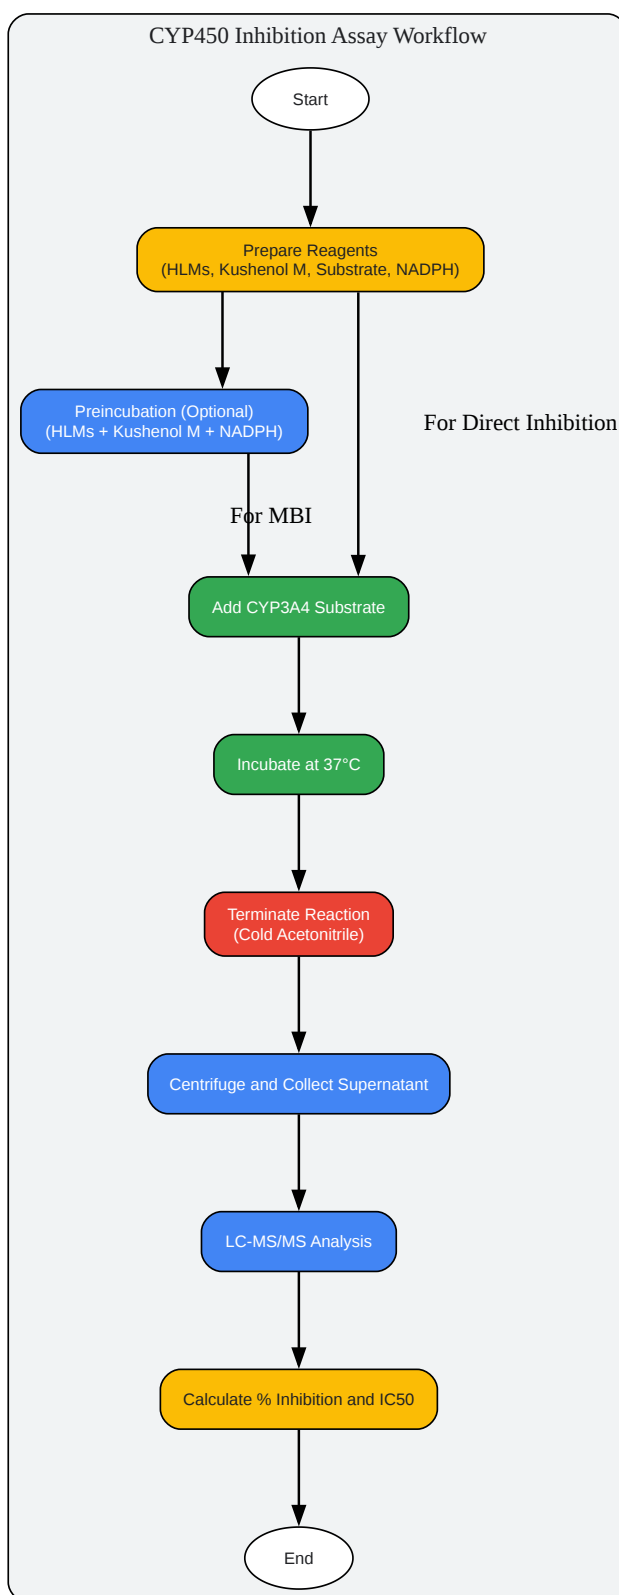 CYP450 Inhibition Assay Workflow
Start
Prepare Reagents
(HLMs, Kushenol M, Substrate, NADPH)
Preincubation (Optional)
(HLMs + Kushenol M + NADPH)
For Direct Inhibition
For MBI
Add CYP3A4 Substrate
Incubate at 37°C
Terminate Reaction
(Cold Acetonitrile)
Centrifuge and Collect Supernatant
LC-MS/MS Analysis
Calculate % Inhibition and IC50
End